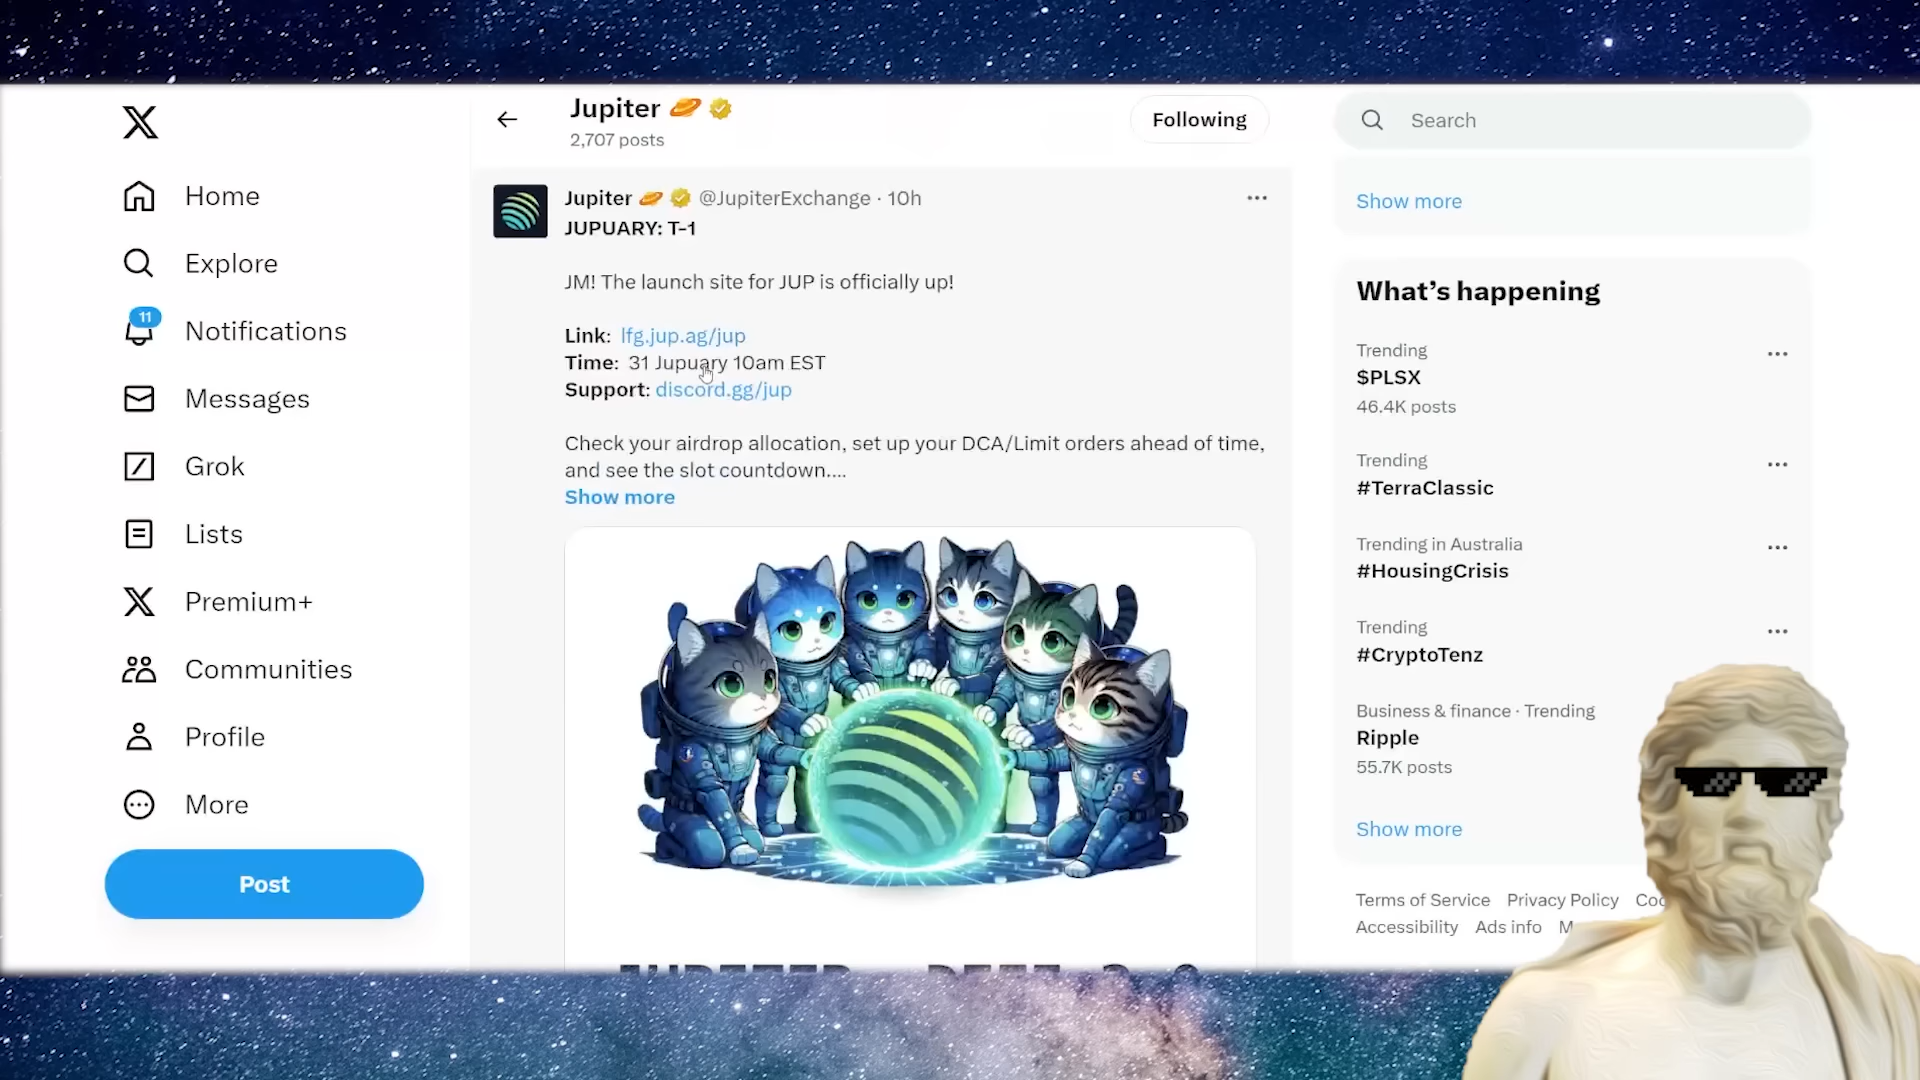 Home
Explore
11
Notifications
Messages
Grok
Lists
Premium+
Communities
Profile
More
Post
Jupiter
2,707 posts
Following
Jupiter @JupiterExchange · 10h
JUPUARY: T-1
JM! The launch site for JUP is officially up!
Link: lfg.jup.ag/jup
Time: 31 Jupuary 10am EST
Support: discord.gg/jup
Check your airdrop allocation, set up your DCA/Limit orders ahead of time,
and see the slot countdown....
Show more
Search
Show more
What's happening
Trending
$PLSX
46.4K posts
Trending
#TerraClassic
Trending in Australia
#HousingCrisis
Trending
#CryptoTenz
Business & finance · Trending
Ripple
55.7K posts
Show more
Terms of Service Privacy Policy
Accessibility Ads info